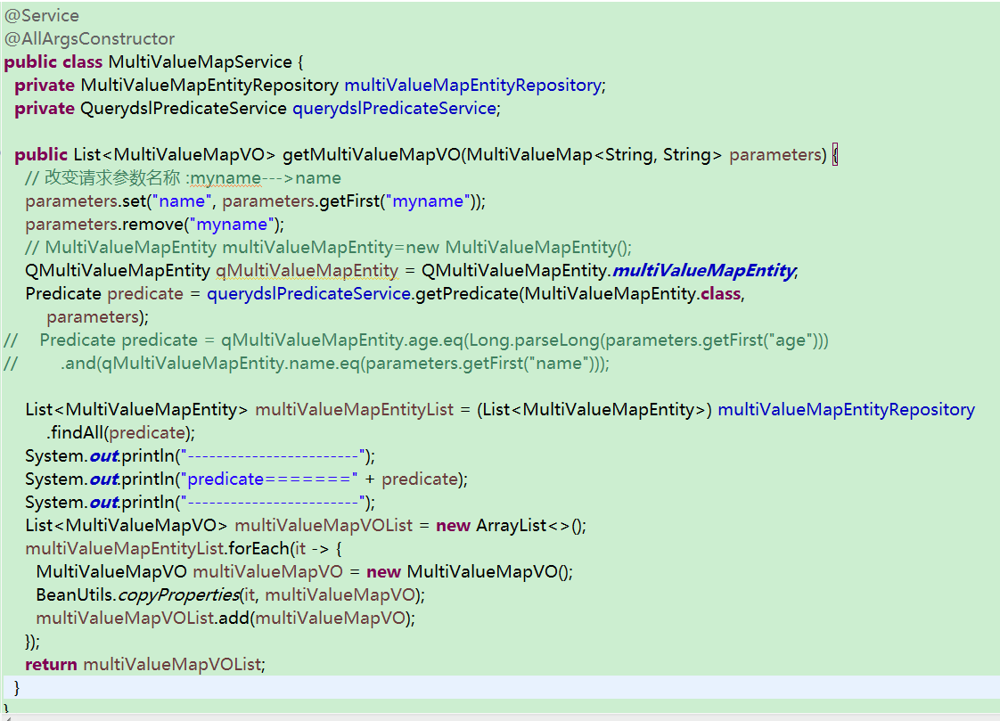 @Service
@AllArgsConstructor
public class MultiValueMapService {
  private MultiValueMapEntityRepository multiValueMapEntityRepository;
  private QuerydslPredicateService querydslPredicateService;

  public List<MultiValueMapVO> getMultiValueMapVO(MultiValueMap<String, String> parameters) {
    // 改变请求参数名称 :myname--->name
    parameters.set("name", parameters.getFirst("myname"));
    parameters.remove("myname");
    // MultiValueMapEntity multiValueMapEntity=new MultiValueMapEntity();
    QMultiValueMapEntity qMultiValueMapEntity = QMultiValueMapEntity.multiValueMapEntity;
    Predicate predicate = querydslPredicateService.getPredicate(MultiValueMapEntity.class,
        parameters);
//    Predicate predicate = qMultiValueMapEntity.age.eq(Long.parseLong(parameters.getFirst("age")))
//        .and(qMultiValueMapEntity.name.eq(parameters.getFirst("name")));

    List<MultiValueMapEntity> multiValueMapEntityList = (List<MultiValueMapEntity>) multiValueMapEntityRepository
        .findAll(predicate);
    System.out.println("------------------------");
    System.out.println("predicate=======" + predicate);
    System.out.println("------------------------");
    List<MultiValueMapVO> multiValueMapVOList = new ArrayList<>();
    multiValueMapEntityList.forEach(it -> {
      MultiValueMapVO multiValueMapVO = new MultiValueMapVO();
      BeanUtils.copyProperties(it, multiValueMapVO);
      multiValueMapVOList.add(multiValueMapVO);
    });
    return multiValueMapVOList;
  }
}